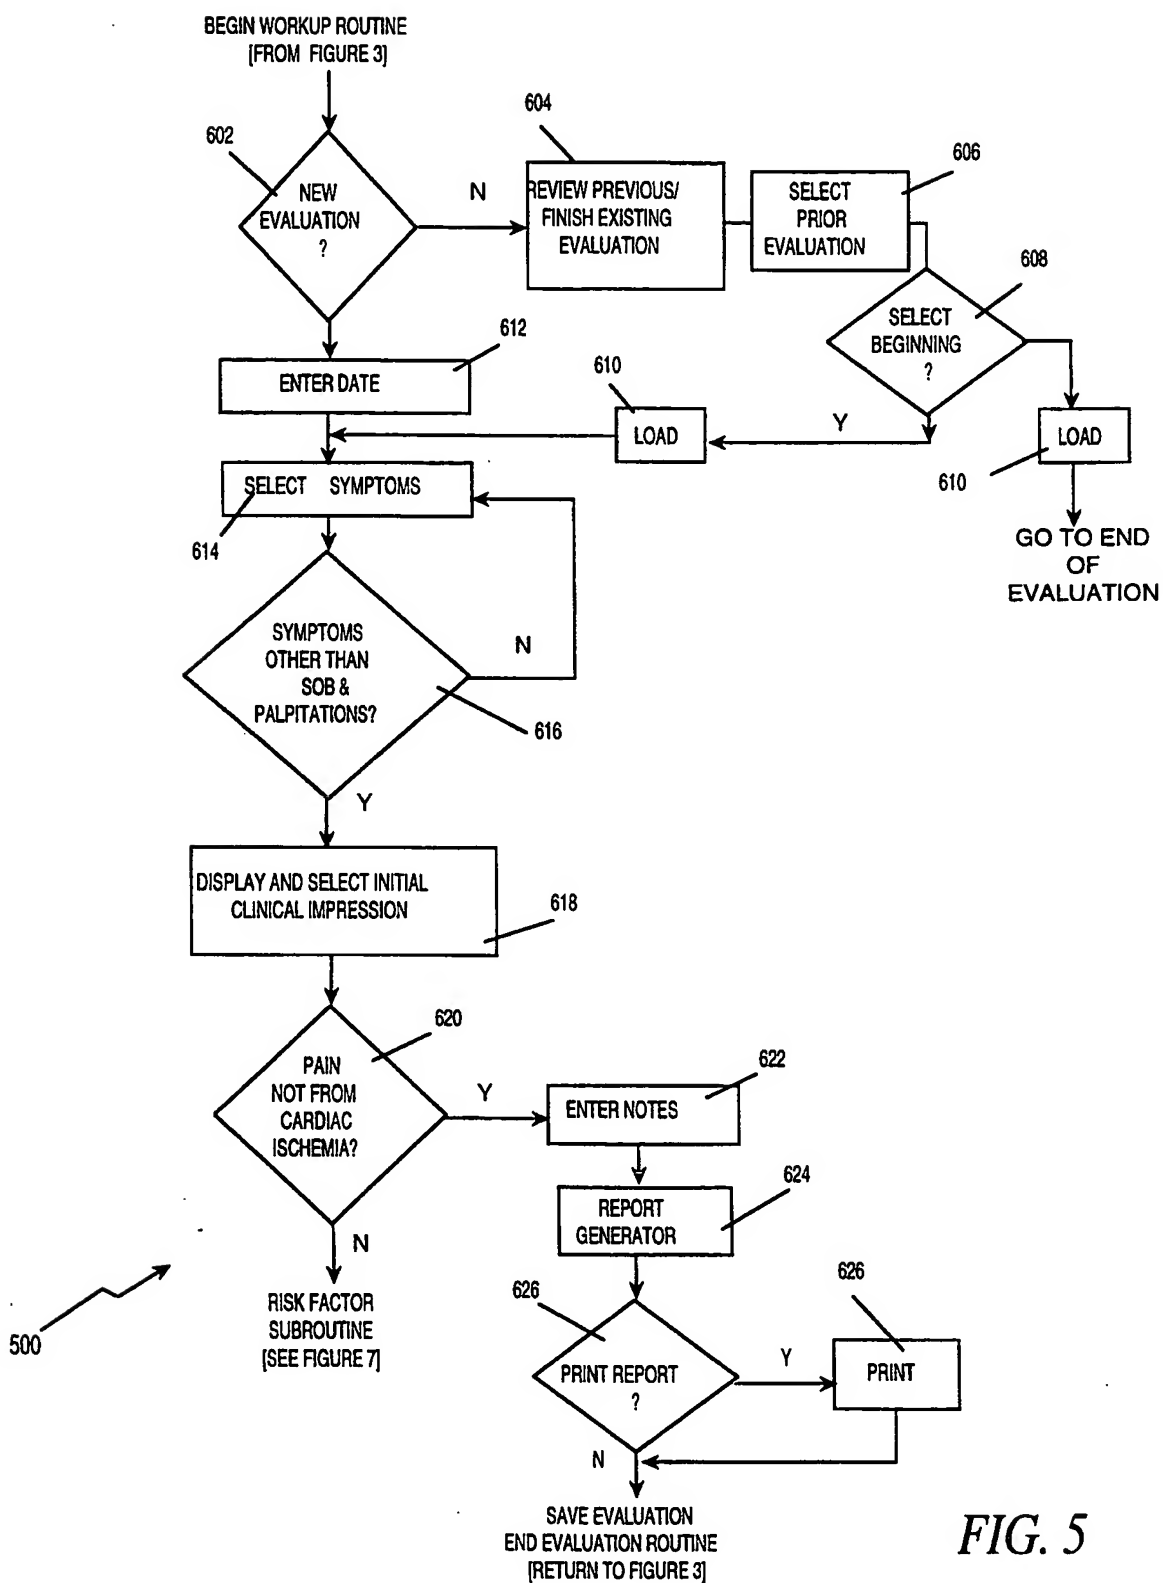 BEGIN WORKUP ROUTINE
[FROM FIGURE 3]
602
NEW
EVALUATION
?
N
604
REVIEW PREVIOUS/
FINISH EXISTING
EVALUATION
606
SELECT
PRIOR
EVALUATION
608
SELECT
BEGINNING
?
612
ENTER DATE
610
LOAD
Y
LOAD
610
GO TO END
OF
EVALUATION
SELECT SYMPTOMS
614
SYMPTOMS
OTHER THAN
SOB &
PALPITATIONS?
N
616
Y
DISPLAY AND SELECT INITIAL
CLINICAL IMPRESSION
618
620
PAIN
NOT FROM
CARDIAC
ISCHEMIA?
Y
622
ENTER NOTES
624
REPORT
GENERATOR
N
RISK FACTOR
SUBROUTINE
[SEE FIGURE 7]
500
626
PRINT REPORT
?
Y
626
PRINT
N
SAVE EVALUATION
END EVALUATION ROUTINE
[RETURN TO FIGURE 3]
FIG. 5